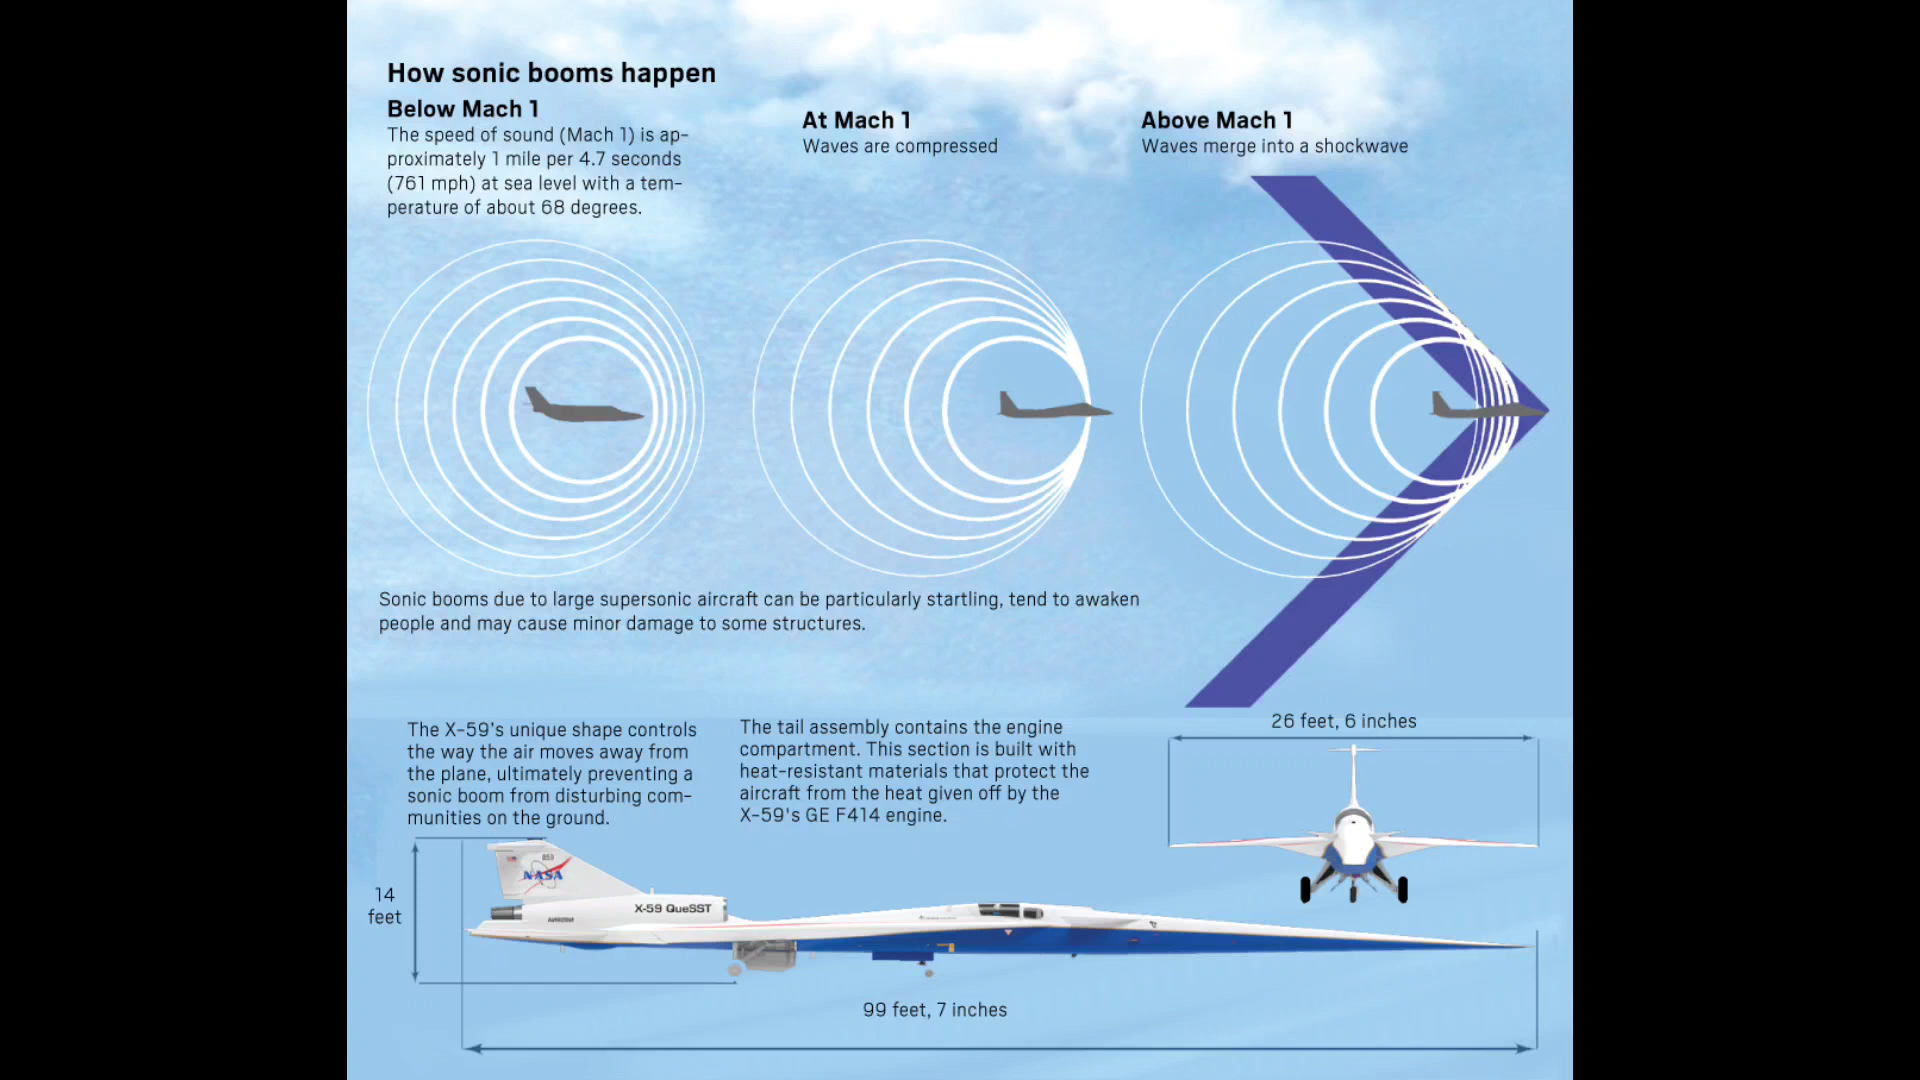 How sonic booms happen
Below Mach 1
The speed of sound (Mach 1) is ap-
proximately 1 mile per 4.7 seconds
(761 mph) at sea level with a tem-
perature of about 68 degrees.
At Mach 1
Waves are compressed
Above Mach 1
Waves merge into a shockwave
Sonic booms due to large supersonic aircraft can be particularly startling, tend to awaken
people and may cause minor damage to some structures.
The X-59's unique shape controls
the way the air moves away from
the plane, ultimately preventing a
sonic boom from disturbing com-
munities on the ground.
The tail assembly contains the engine
compartment. This section is built with
heat-resistant materials that protect the
aircraft from the heat given off by the
X-59's GE F414 engine.
26 feet, 6 inches
14
feet
NASA
X-59 QueSST
99 feet, 7 inches